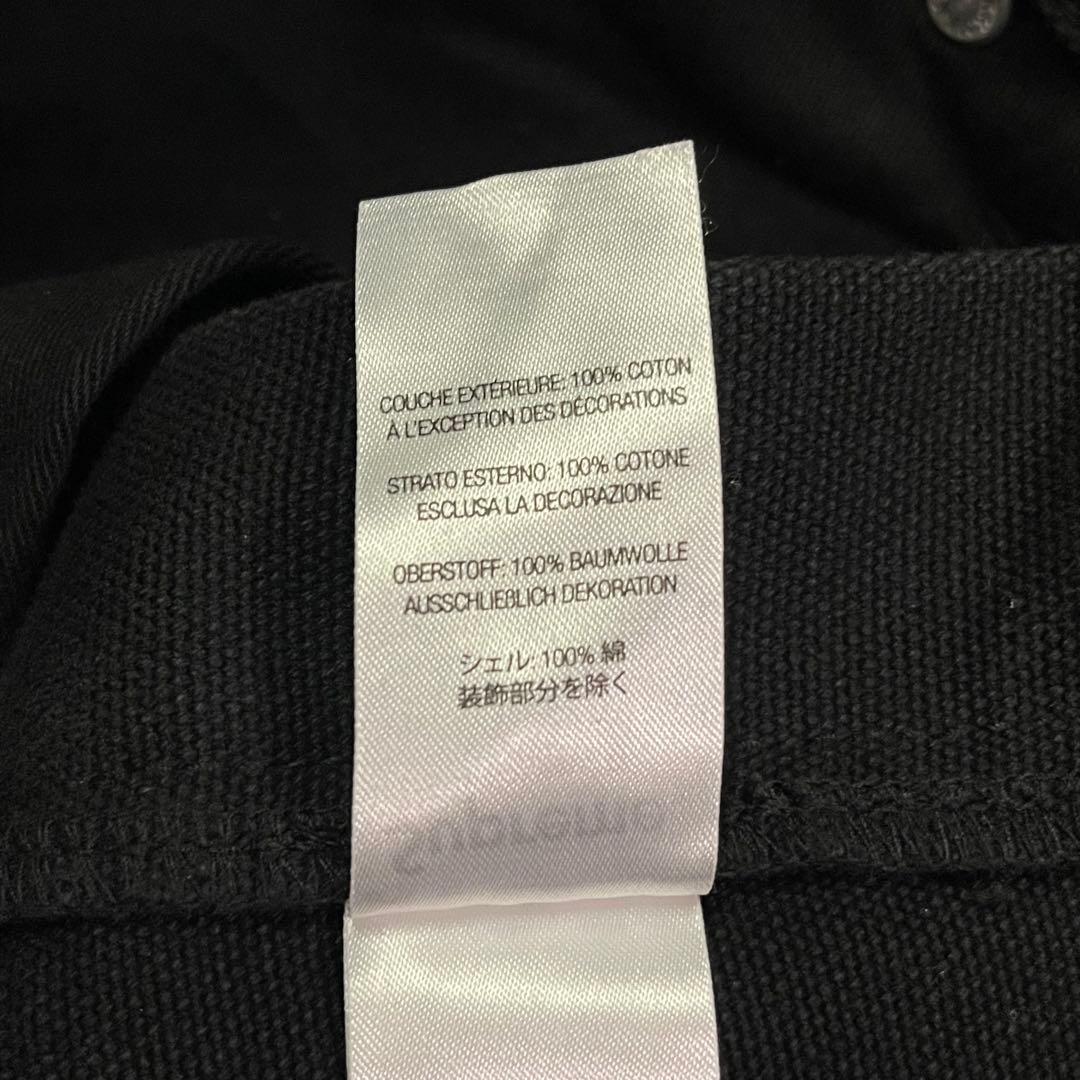 COUCHE EXTÉRIEURE: 100% COTON
À L'EXCEPTION DES DÉCORATIONS
STRATO ESTERNO: 100% COTONE
ESCLUSA LA DECORAZIONE
OBERSTOFF: 100% BAUMWOLLE
AUSSCHLIEßLICH DEKORATION
シェル: 100% 綿
装飾部分を除く